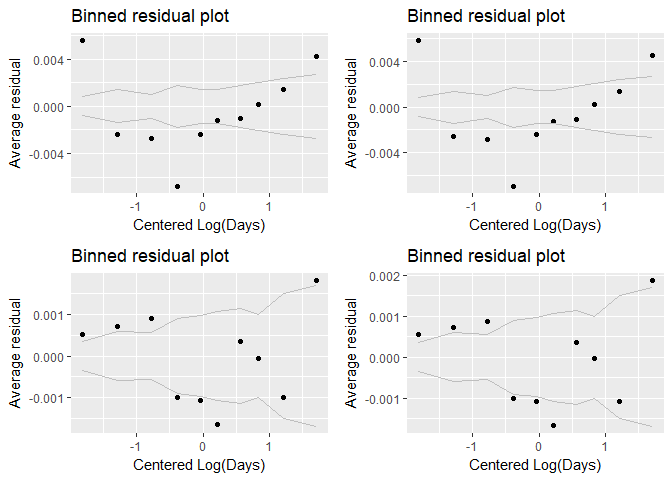 Binned residual plot
Average residual
0.004
0.000
-0.004
-1
0
1
Centered Log(Days)
Binned residual plot
Average residual
0.004
0.000
-0.004
-1
0
1
Centered Log(Days)
Binned residual plot
Average residual
0.001
0.000
-0.001
-1
0
1
Centered Log(Days)
Binned residual plot
Average residual
0.002
0.001
0.000
-0.001
-1
0
1
Centered Log(Days)